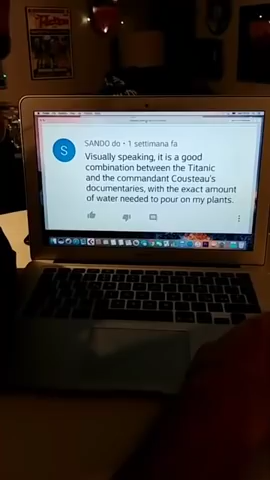 SANDO do • 1 settimana fa
S
Visually speaking, it is a good
combination between the Titanic
and the commandant Cousteau's
documentaries, with the exact amount
of water needed to pour on my plants.